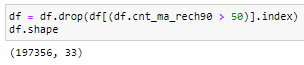 df = df.drop(df[(df.cnt_ma_rech90 > 50)].index)
df.shape
(197356, 33)